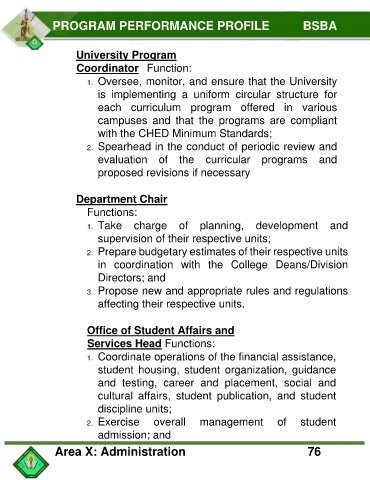 PROGRAM PERFORMANCE PROFILE BSBA
University Program
Coordinator Function:
1. Oversee, monitor, and ensure that the University
is implementing a uniform circular structure for
each curriculum program offered in various
campuses and that the programs are compliant
with the CHED Minimum Standards;
2. Spearhead in the conduct of periodic review and
evaluation of the curricular programs and
proposed revisions if necessary
Department Chair
Functions:
1. Take charge of planning, development and
supervision of their respective units;
2. Prepare budgetary estimates of their respective units
in coordination with the College Deans/Division
Directors; and
3. Propose new and appropriate rules and regulations
affecting their respective units.
Office of Student Affairs and
Services Head Functions:
1. Coordinate operations of the financial assistance,
student housing, student organization, guidance
and testing, career and placement, social and
cultural affairs, student publication, and student
discipline units;
2. Exercise overall management of student
admission; and
Area X: Administration 76